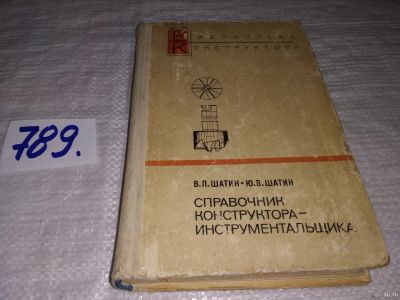 БИБЛИОТЕКА
КОНСТРУКТОРА
789.
В.П.ШАТИН • Ю.В.ШАТИН
СПРАВОЧНИК
КОНСТРУКТОРА–
ИНСТРУМЕНТАЛЬЩИКА